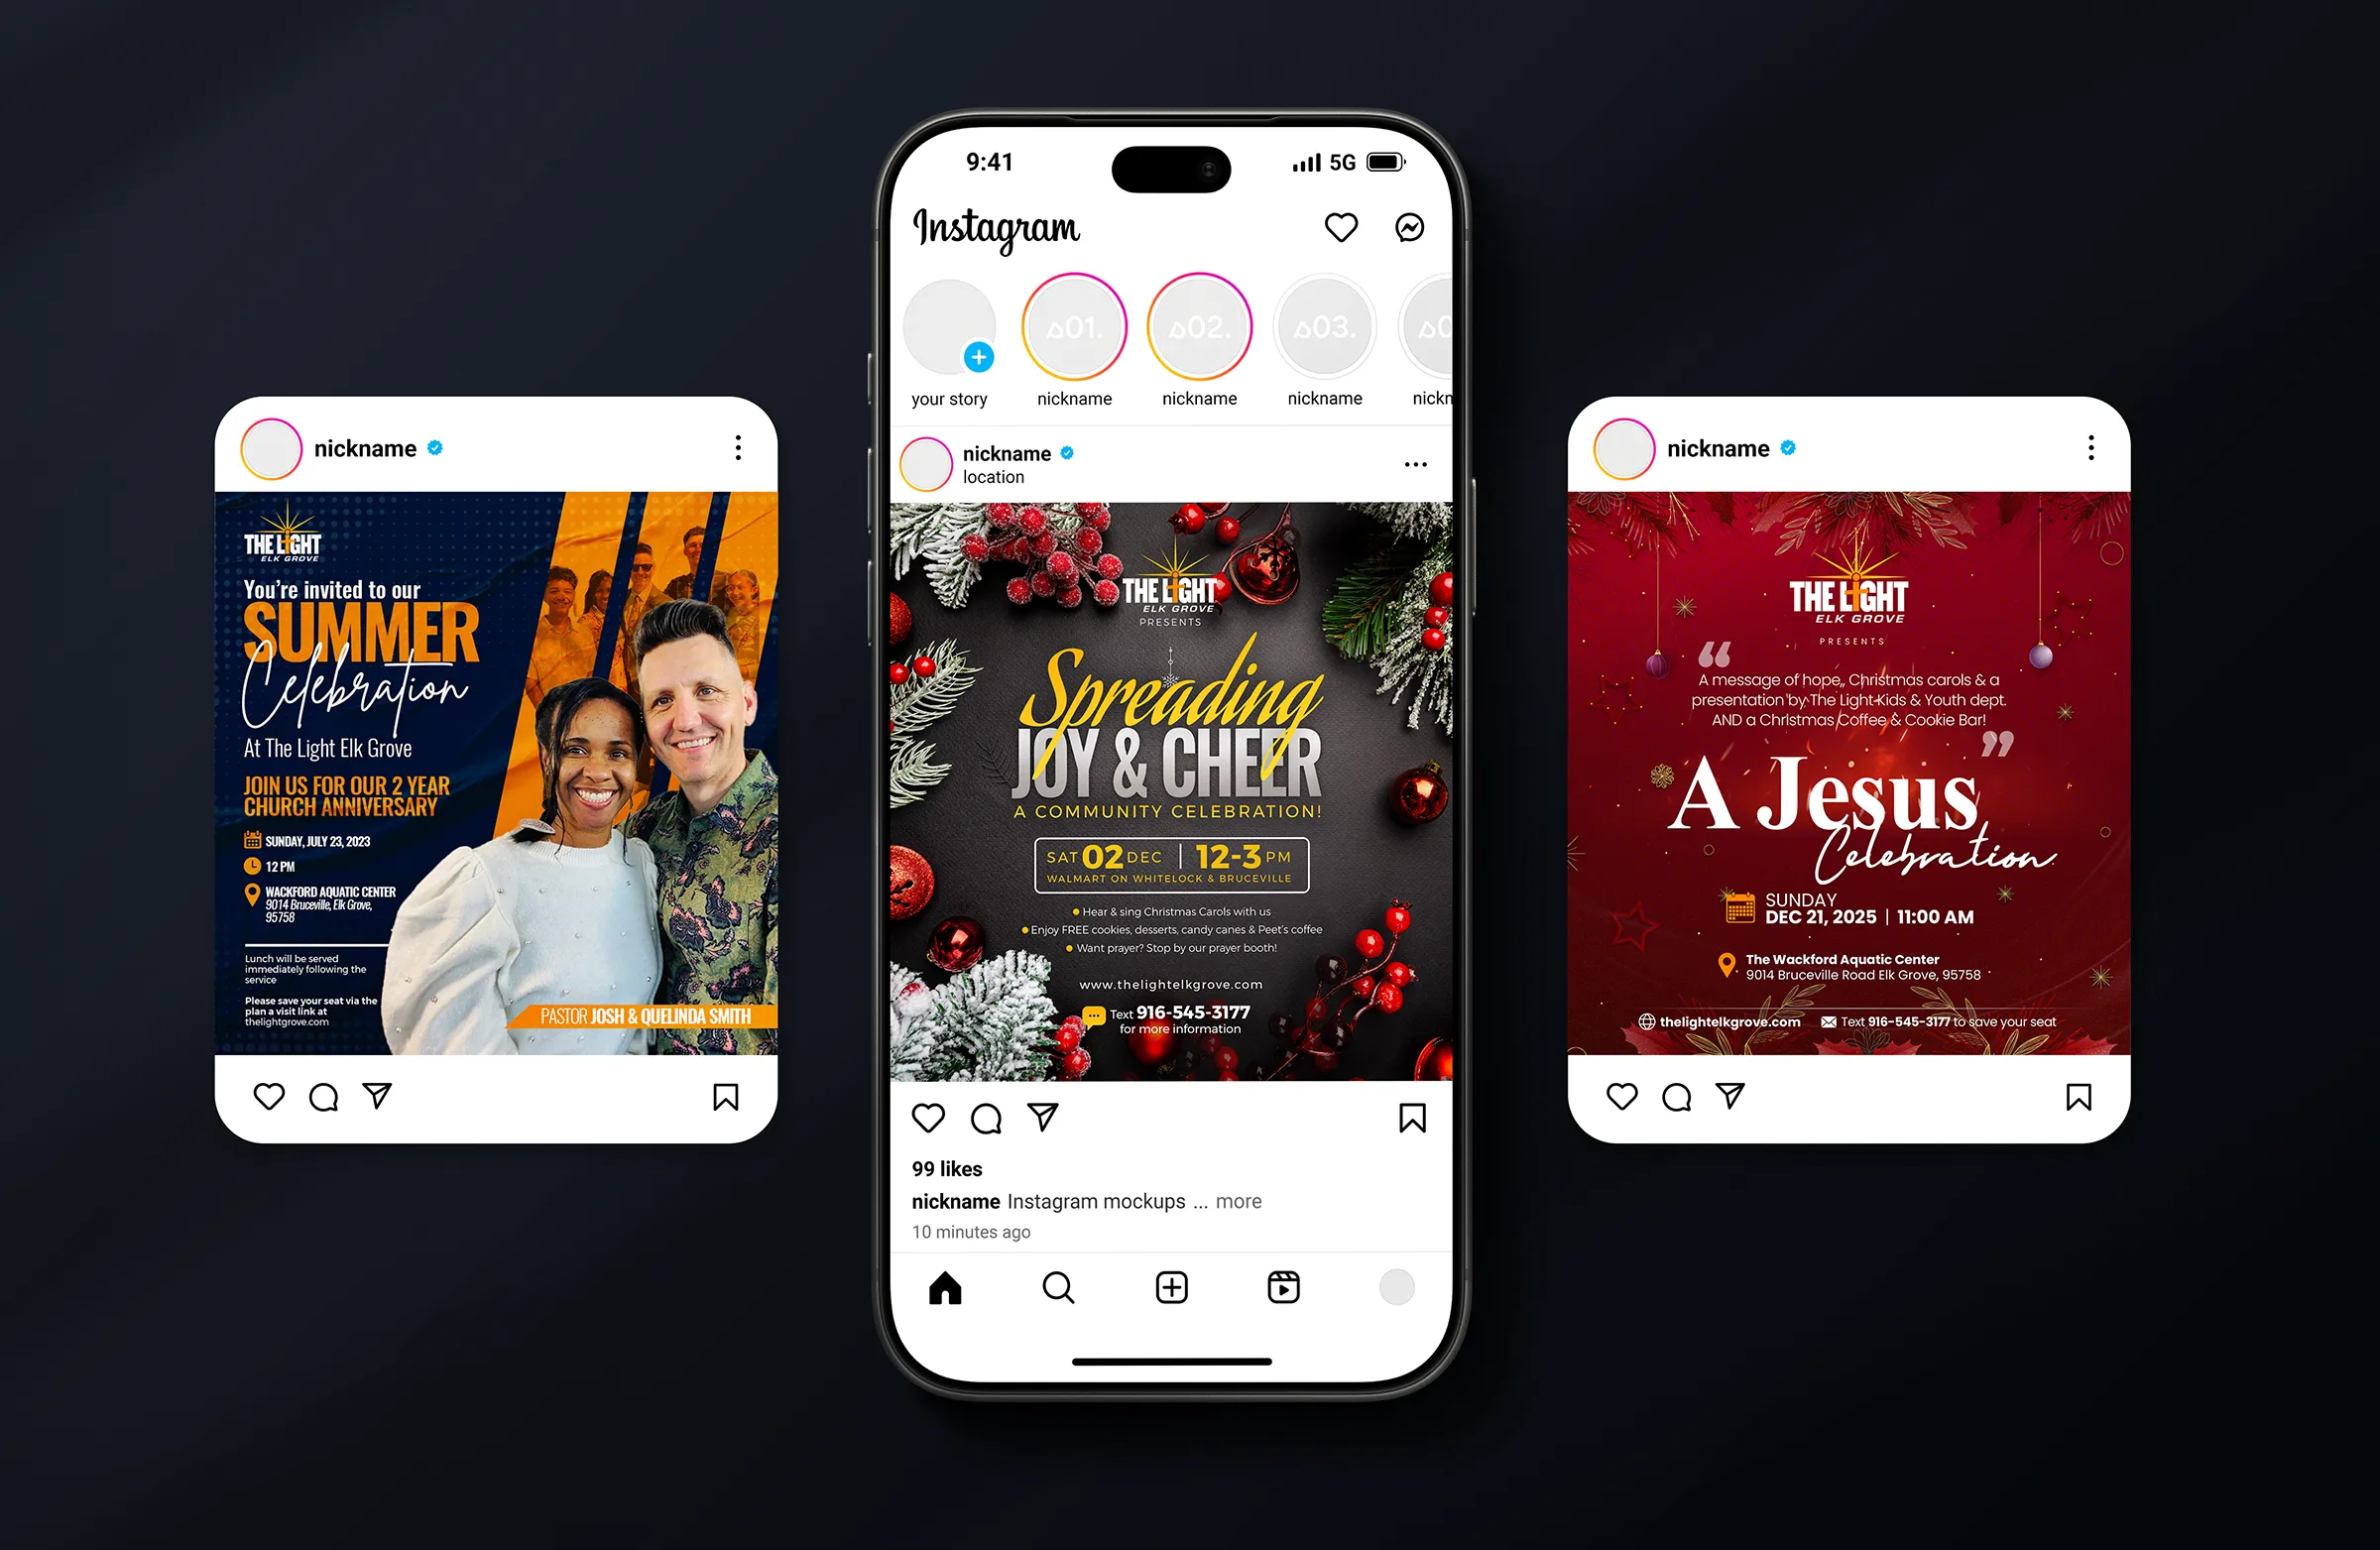 nickname
THE LIGHT
ELK GROVE
You're invited to our
SUMMER
Celebration
At The Light Elk Grove
JOIN US FOR OUR 2 YEAR
CHURCH ANNIVERSARY
SUNDAY, JULY 23, 2023
12 PM
WACKFORD AQUATIC CENTER
9014 Bruceville, Elk Grove,
95758
Lunch will be served
immediately following the
service
Please save your seat via the
plan a visit link at
thelightgrove.com
PASTOR JOSH & QUELINDA SMITH
9:41
5G
Instagram
01.
02.
03.
0
your story
nickname
nickname
nickname
nickn
nickname
location
THE LIGHT
ELK GROVE
PRESENTS
Spreading
JOY & CHEER
A COMMUNITY CELEBRATION!
SAT 02 DEC | 12-3 PM
WALMART ON WHITELOCK & BRUCEVILLE
Hear & sing Christmas Carols with us
Enjoy FREE cookies, desserts, candy canes & Peet's coffee
Want prayer? Stop by our prayer booth!
www.thelightelkgrove.com
Text 916-545-3177
for more information
99 likes
nickname Instagram mockups ... more
10 minutes ago
nickname
THE LIGHT
ELK GROVE
PRESENTS
“
A message of hope, Christmas carols & a
presentation by The Light Kids & Youth dept.
AND a Christmas Coffee & Cookie Bar!
”
A Jesus
Celebration
SUNDAY
DEC 21, 2025 | 11:00 AM
The Wackford Aquatic Center
9014 Bruceville Road Elk Grove, 95758
thelightelkgrove.com
Text 916-545-3177 to save your seat